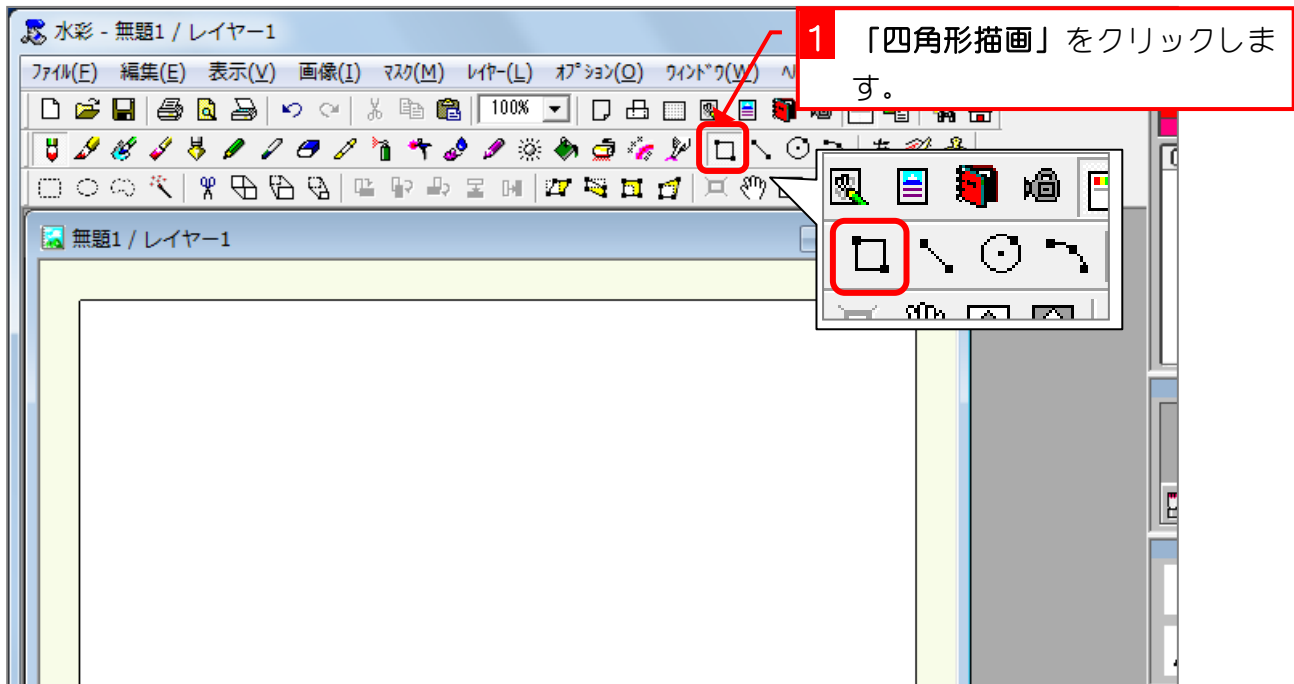 水彩 - 無題1 / レイヤー1
1
「四角形描画」をクリックしま
す。
ﾌｧｲﾙ(F) 編集(E) 表示(V) 画像(I) ﾏｽｸ(M) ﾚｲﾔｰ(L) ｵﾌﾟｼｮﾝ(O) ｳｨﾝﾄﾞｳ(W)
100%
無題1 / レイヤー1